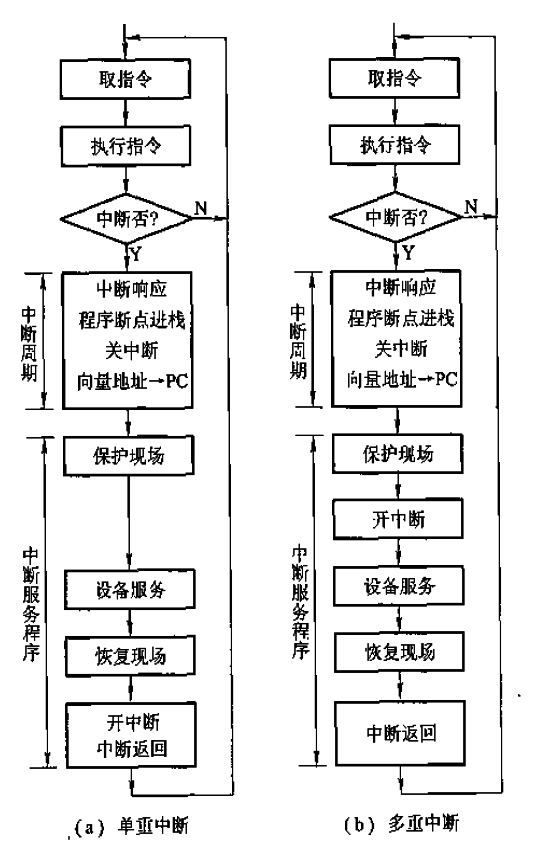 取指令
执行指令
中断否?
N
Y
中断周期
中断响应
程序断点进栈
关中断
向量地址→PC
中断服务程序
保护现场
设备服务
恢复现场
开中断
中断返回
(a) 单重中断
取指令
执行指令
中断否?
N
Y
中断周期
中断响应
程序断点进栈
关中断
向量地址→PC
中断服务程序
保护现场
开中断
设备服务
恢复现场
中断返回
(b) 多重中断